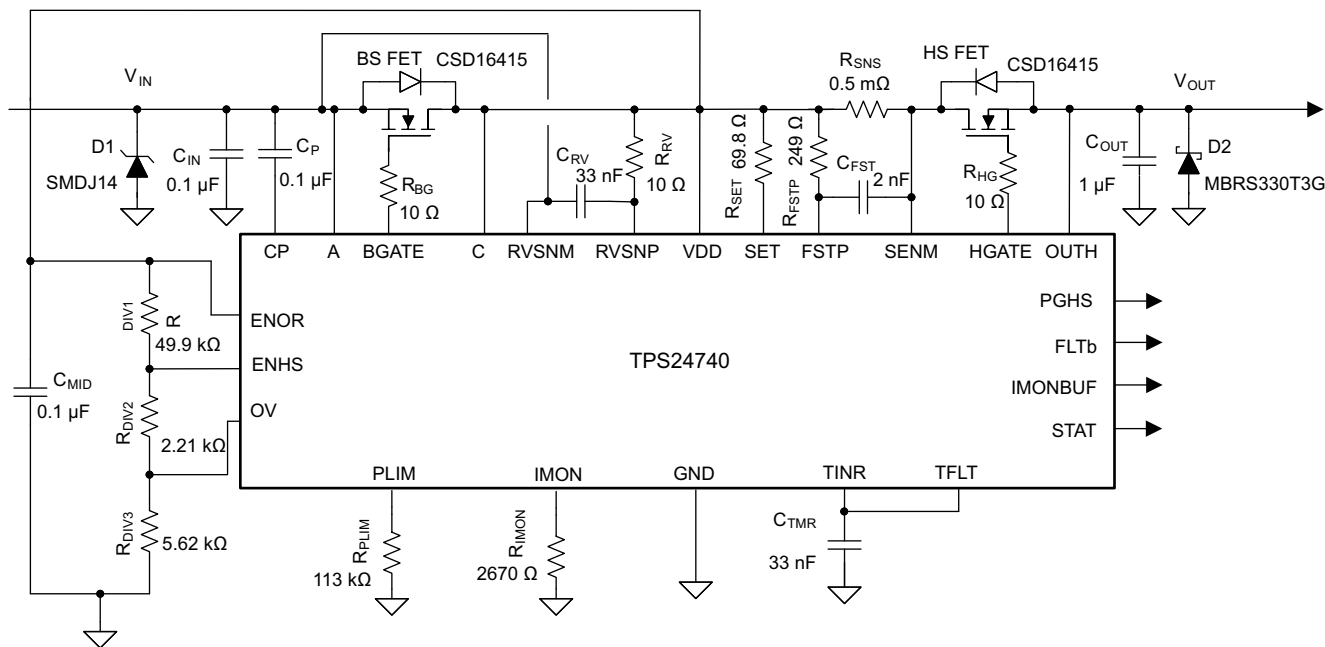 BS FET
CSD16415
HS FET
CSD16415
V_IN
R_SNS
0.5 mΩ
V_OUT
D1
SMDJ14
C_IN
0.1 µF
C_P
0.1 µF
R_BG
10 Ω
C_RV
33 nF
R_RV
10 Ω
R_SET 69.8 Ω
R_FSTP 249 Ω
C_FST
2 nF
R_HG
10 Ω
C_OUT
1 µF
D2
MBRS330T3G
CP
A
BGATE
C
RVSNM
RVSNP
VDD
SET
FSTP
SENM
HGATE
OUTH
R DIV1
49.9 kΩ
ENOR
ENHS
OV
TPS24740
PGHS
FLTb
IMONBUF
STAT
C_MID
0.1 µF
R_DIV2
2.21 kΩ
R_DIV3
5.62 kΩ
PLIM
IMON
GND
TINR
TFLT
R_PLIM
113 kΩ
R_IMON
2670 Ω
C_TMR
33 nF